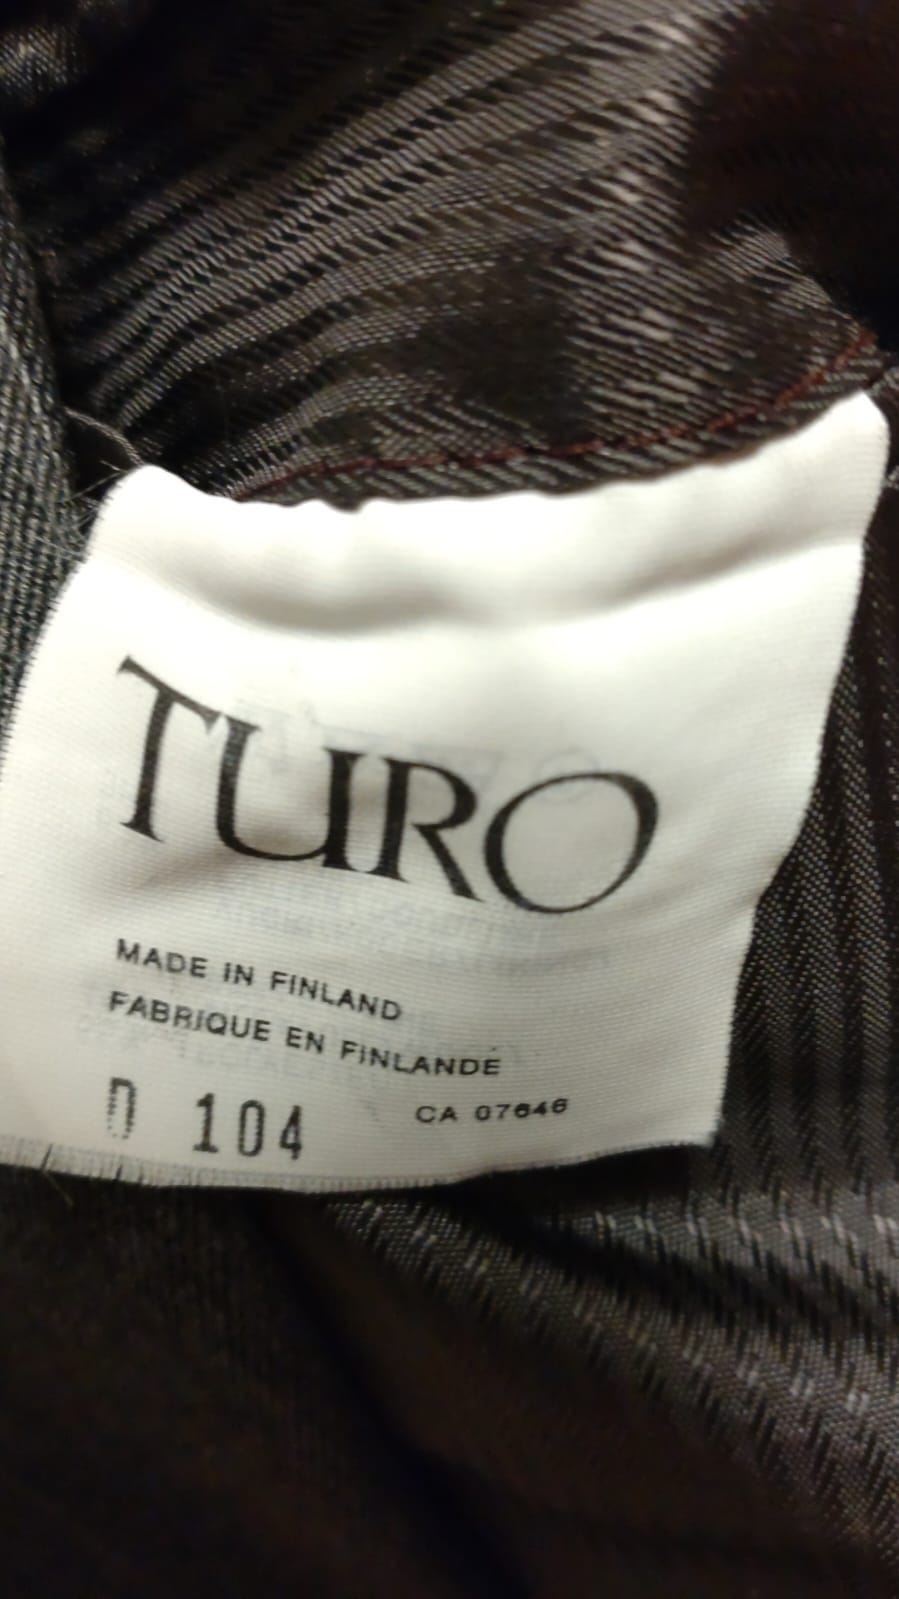 TURO
MADE IN FINLAND
FABRIQUE EN FINLANDE
D 104
CA 07646